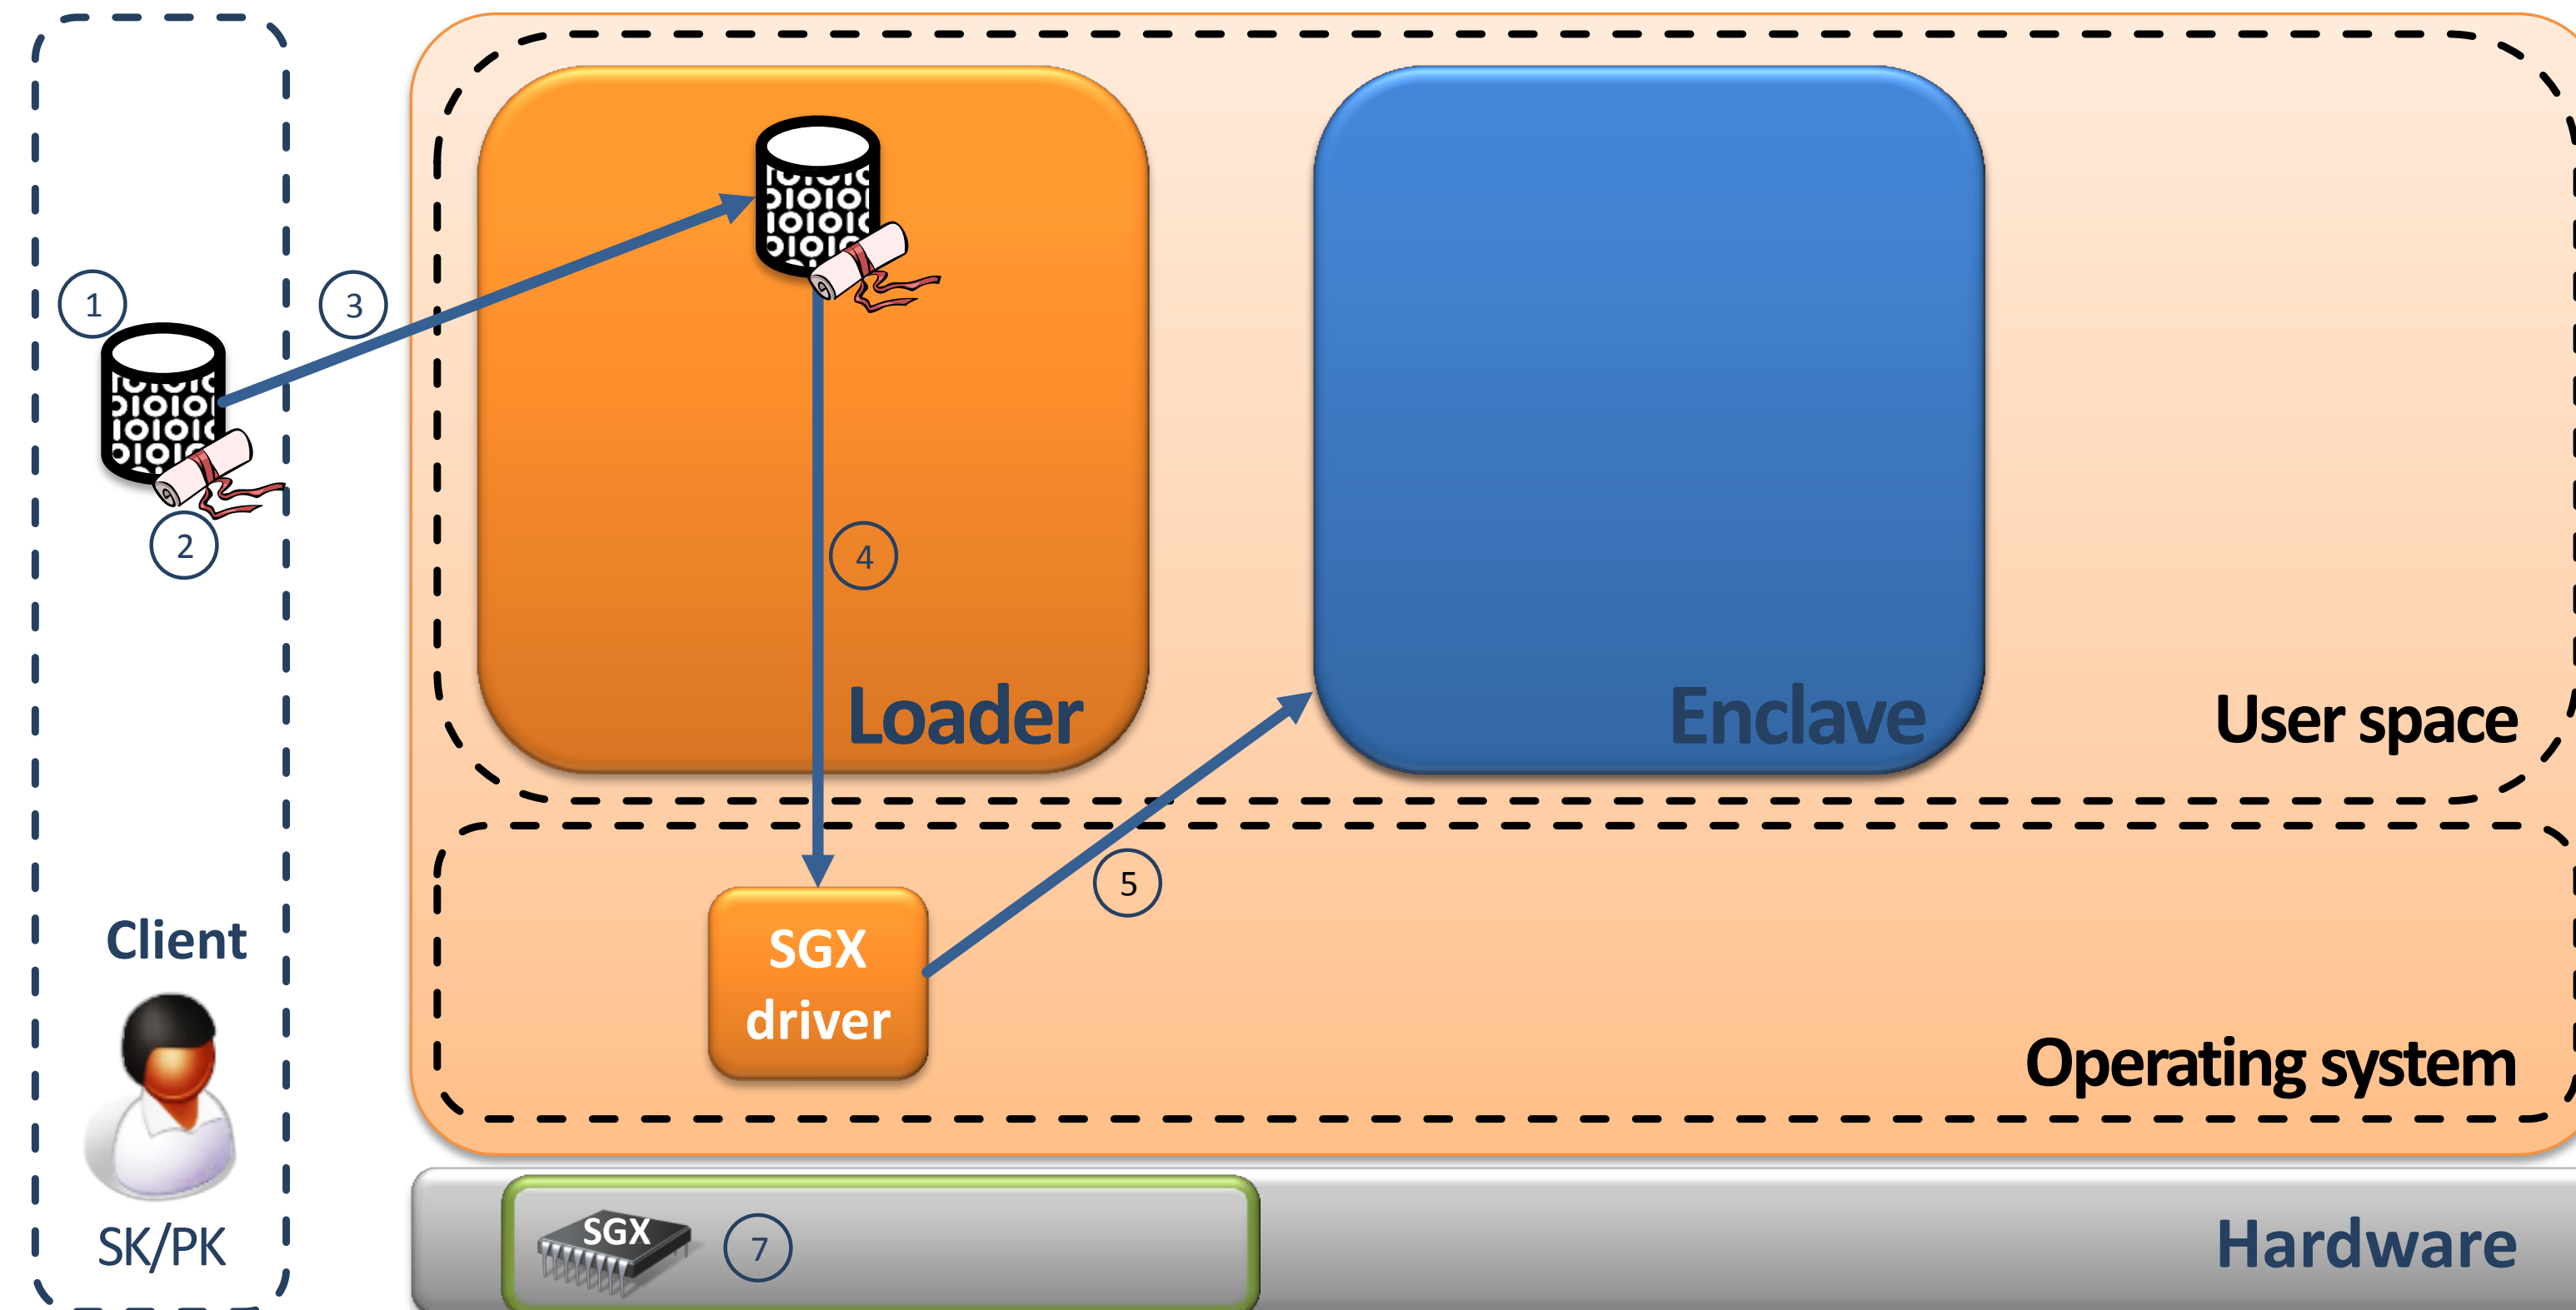 1
3
2
4
Loader
Enclave
User space
5
Client
SGX
driver
Operating system
SK/PK
SGX
7
Hardware